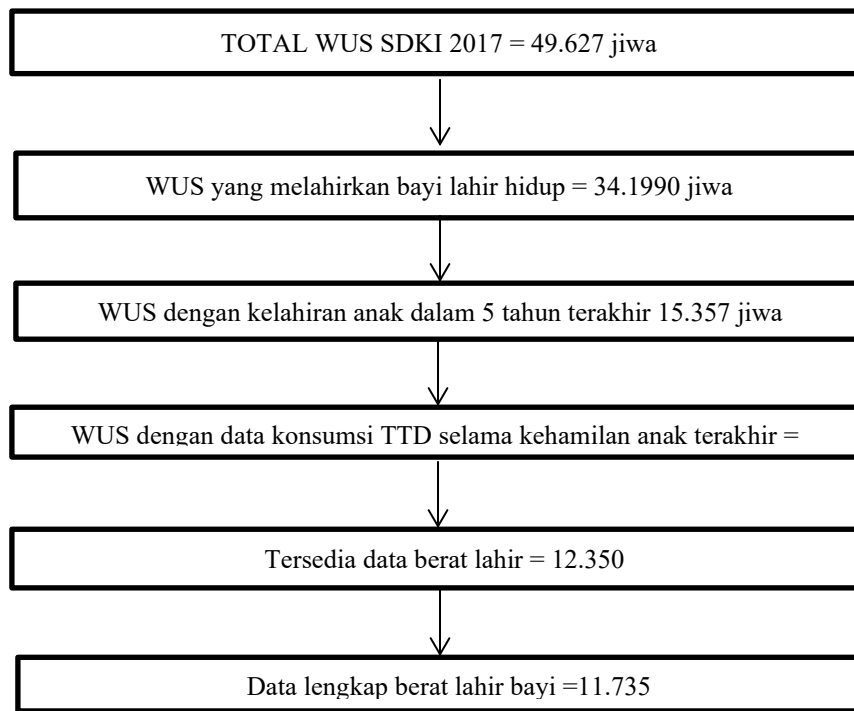 TOTAL WUS SDKI 2017 = 49.627 jiwa
WUS yang melahirkan bayi lahir hidup = 34.1990 jiwa
WUS dengan kelahiran anak dalam 5 tahun terakhir 15.357 jiwa
WUS dengan data konsumsi TTD selama kehamilan anak terakhir =
Tersedia data berat lahir = 12.350
Data lengkap berat lahir bayi =11.735